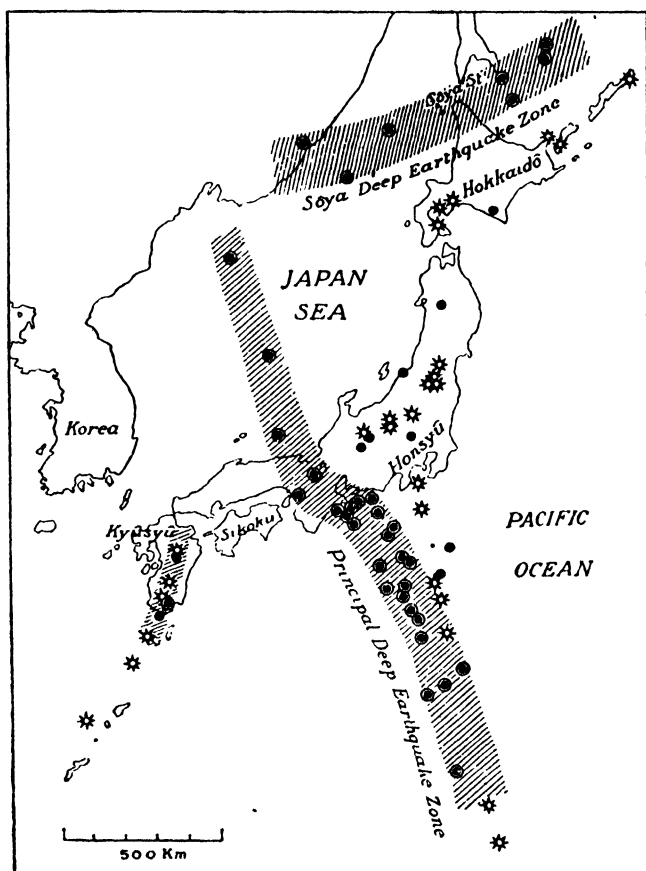 Sôya St
Sôya Deep Earthquake Zone
Hokkaidô
JAPAN
SEA
Korea
Honsyû
PACIFIC
OCEAN
Kyûsyû
Sikoku
Principal Deep Earthquake Zone
500 Km